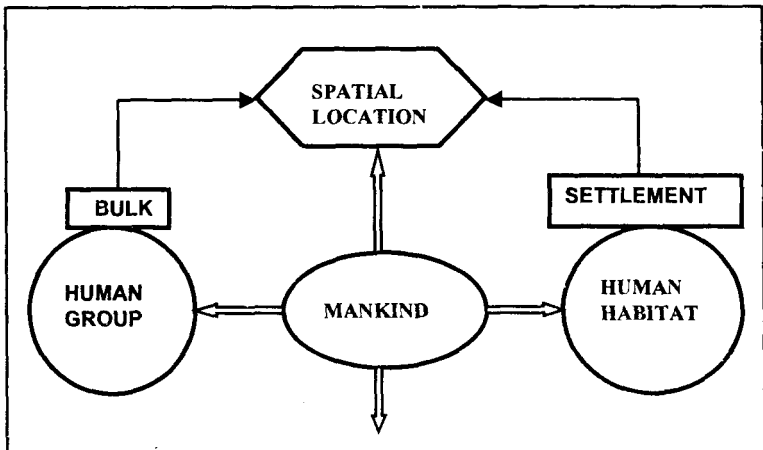 SPATIAL
LOCATION
BULK
SETTLEMENT
HUMAN
GROUP
MANKIND
HUMAN
HABITAT